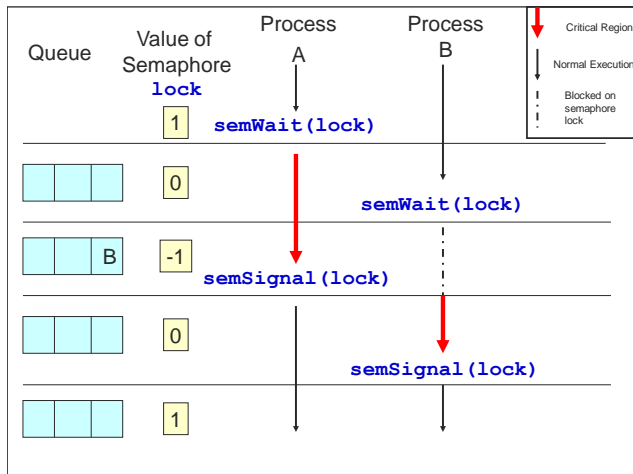 Queue
Value of
Semaphore
lock
Process
A
Process
B
Critical Region
Normal Execution
Blocked on
semaphore
lock
1
semWait(lock)
0
semWait(lock)
B
-1
semSignal(lock)
0
semSignal(lock)
1